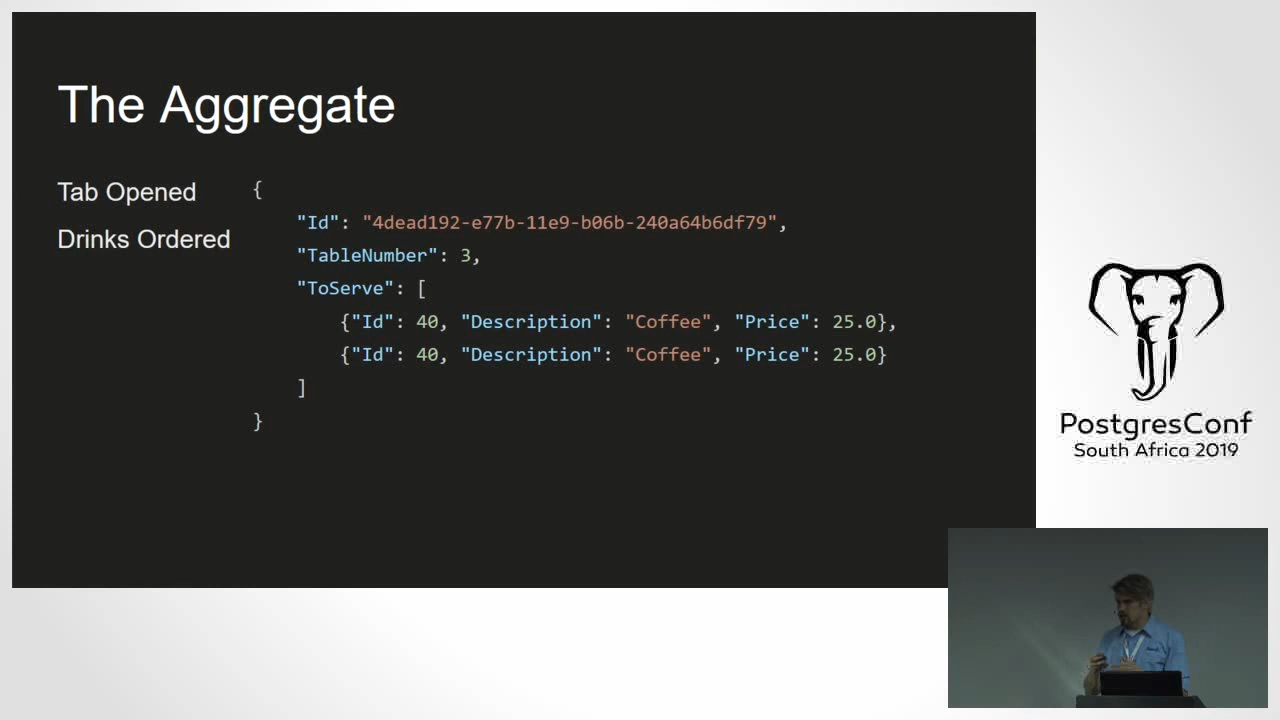 The Aggregate
Tab Opened
Drinks Ordered
{
"Id": "4dead192-e77b-11e9-b06b-240a64b6df79",
"TableNumber": 3,
"ToServe": [
{"Id": 40, "Description": "Coffee", "Price": 25.0},
{"Id": 40, "Description": "Coffee", "Price": 25.0}
]
}
PostgresConf
South Africa 2019